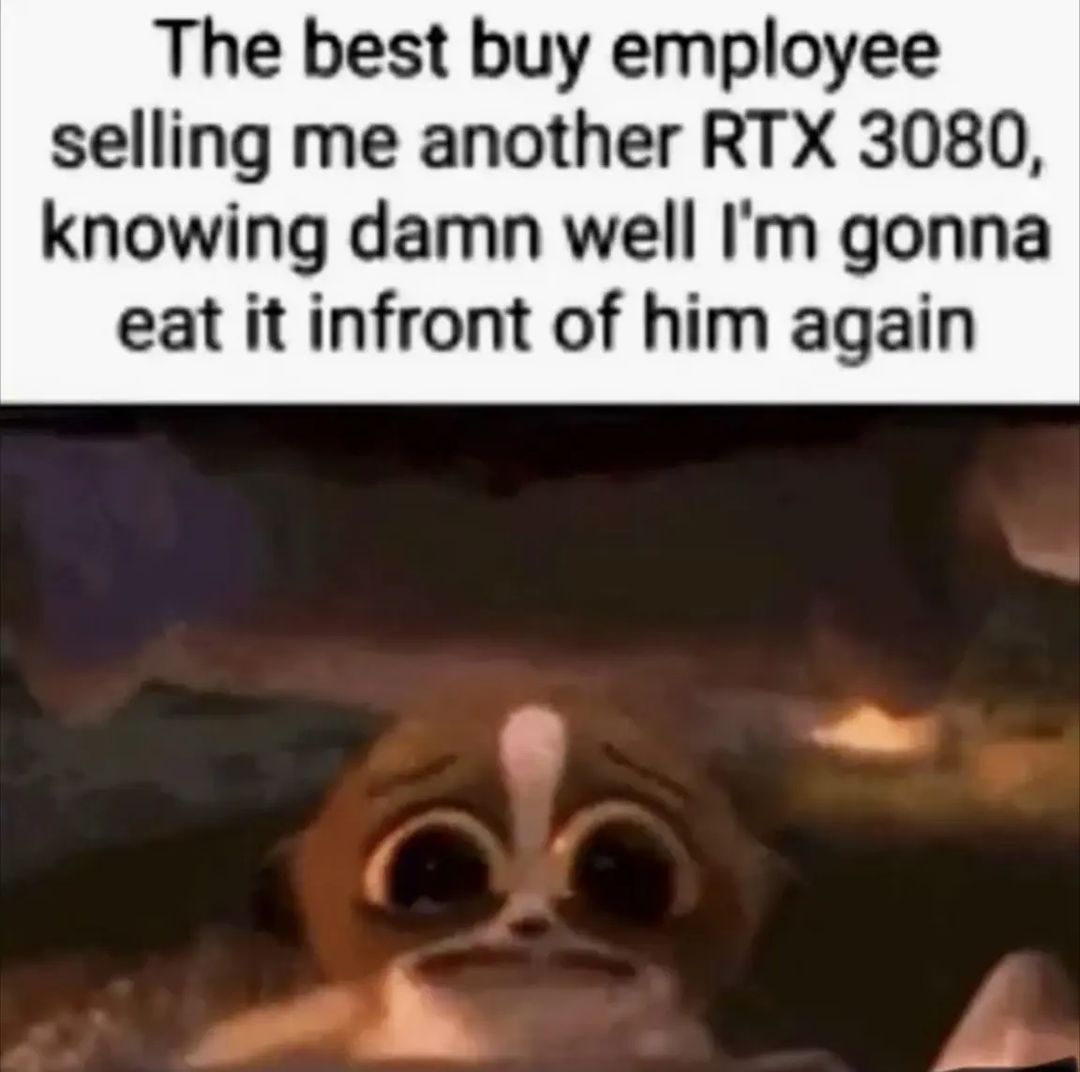 The best buy employee
selling me another RTX 3080,
knowing damn well I'm gonna
eat it infront of him again